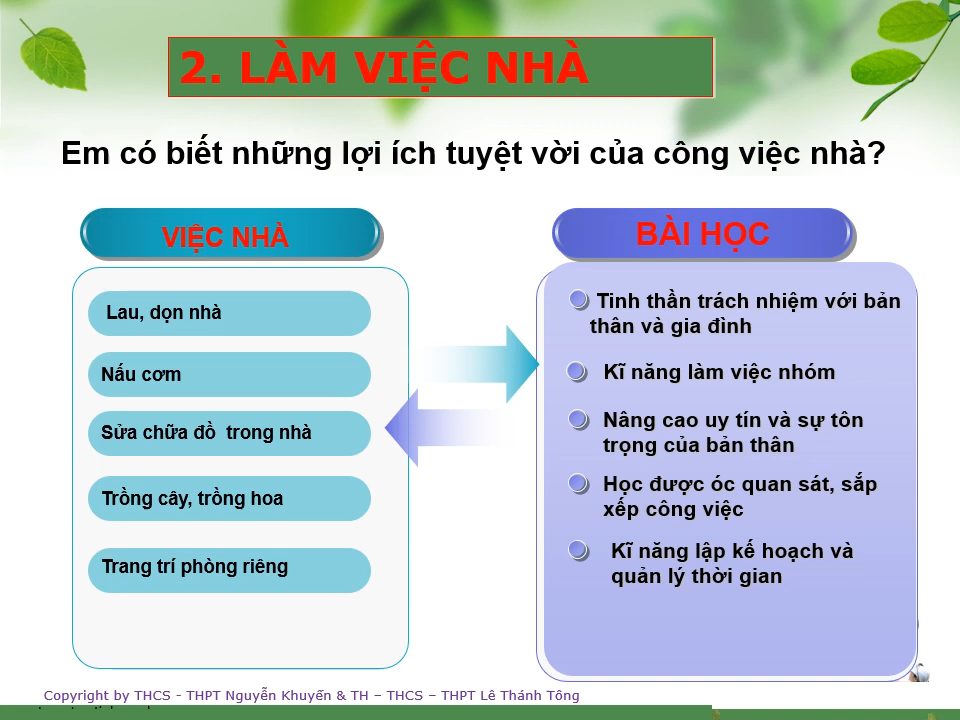 2. LÀM VIỆC NHÀ
Em có biết những lợi ích tuyệt vời của công việc nhà?
VIỆC NHÀ
Lau, dọn nhà
Nấu cơm
Sửa chữa đồ trong nhà
Trồng cây, trồng hoa
Trang trí phòng riêng
BÀI HỌC
Tinh thần trách nhiệm với bản
thân và gia đình
Kĩ năng làm việc nhóm
Nâng cao uy tín và sự tôn
trọng của bản thân
Học được óc quan sát, sắp
xếp công việc
Kĩ năng lập kế hoạch và
quản lý thời gian
Copyright by THCS - THPT Nguyễn Khuyến & TH – THCS – THPT Lê Thánh Tông